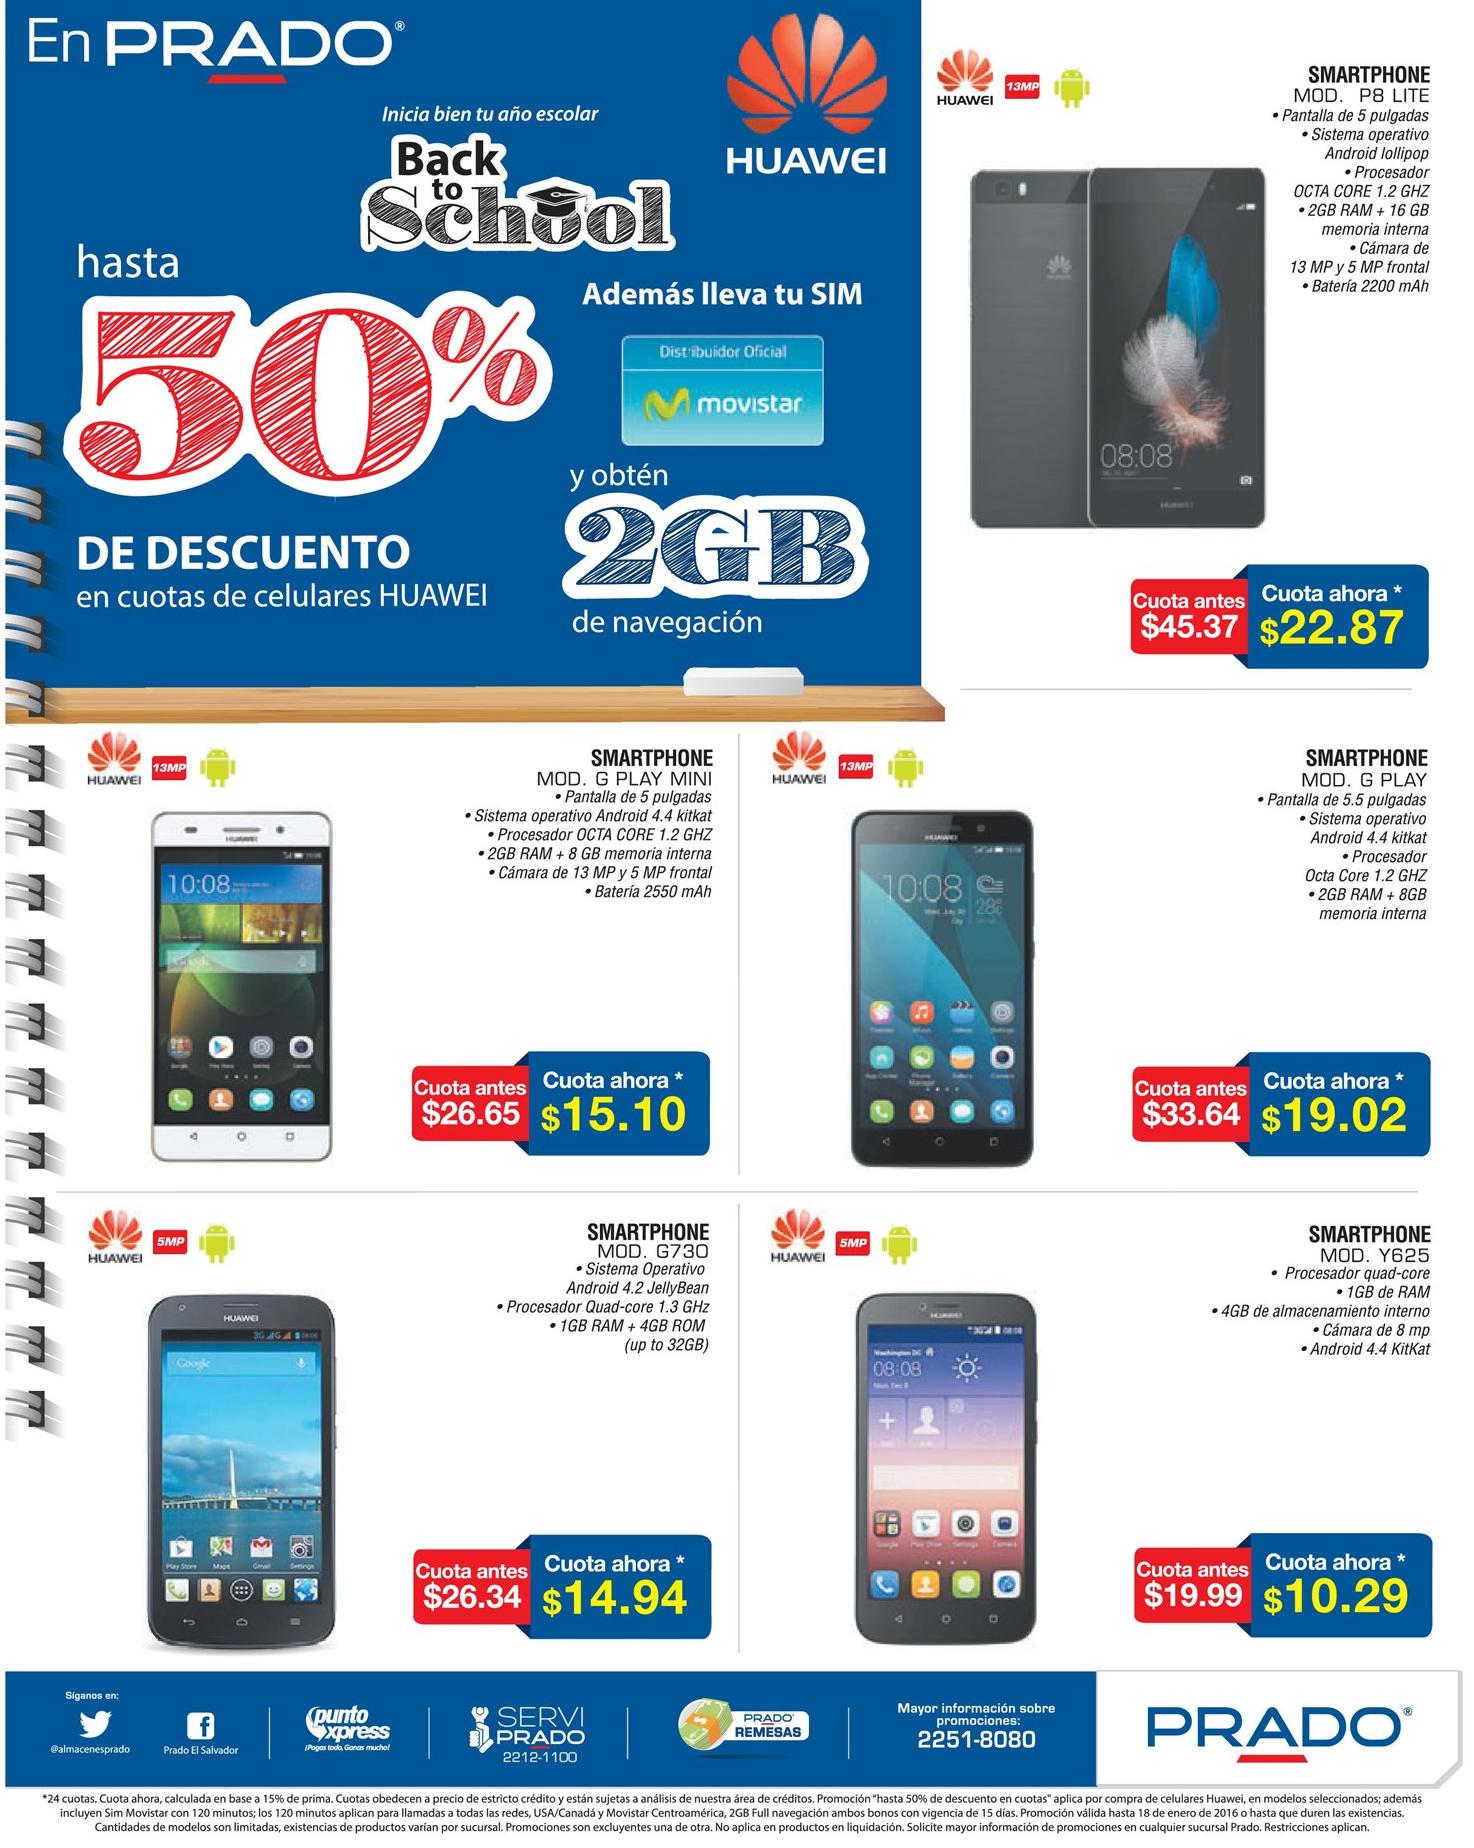 En PRADO®
Inicia bien tu año escolar
Back
to
School
HUAWEI
hasta
50%
DE DESCUENTO
en cuotas de celulares HUAWEI
Además lleva tu SIM
Distribuidor Oficial
movistar
y obtén
2GB
de navegación
HUAWEI
13MP
SMARTPHONE
MOD. P8 LITE
• Pantalla de 5 pulgadas
• Sistema operativo
Android lollipop
• Procesador
OCTA CORE 1.2 GHZ
• 2GB RAM + 16 GB
memoria interna
• Cámara de
13 MP y 5 MP frontal
• Batería 2200 mAh
HUAWEI
08:08
HUAWEI
Cuota antes
$45.37
Cuota ahora *
$22.87
HUAWEI
13MP
SMARTPHONE
MOD. G PLAY MINI
• Pantalla de 5 pulgadas
• Sistema operativo Android 4.4 kitkat
• Procesador OCTA CORE 1.2 GHZ
• 2GB RAM + 8 GB memoria interna
• Cámara de 13 MP y 5 MP frontal
• Batería 2550 mAh
HUAWEI
10:08
Google
Cuota antes
$26.65
Cuota ahora *
$15.10
HUAWEI
13MP
SMARTPHONE
MOD. G PLAY
• Pantalla de 5.5 pulgadas
• Sistema operativo
Android 4.4 kitkat
• Procesador
Octa Core 1.2 GHZ
• 2GB RAM + 8GB
memoria interna
HUAWEI
10:08
28°
Cuota antes
$33.64
Cuota ahora *
$19.02
HUAWEI
5MP
SMARTPHONE
MOD. G730
• Sistema Operativo
Android 4.2 JellyBean
• Procesador Quad-core 1.3 GHz
• 1GB RAM + 4GB ROM
(up to 32GB)
HUAWEI
Google
Play Store Maps Gmail Settings
Cuota antes
$26.34
Cuota ahora *
$14.94
HUAWEI
5MP
SMARTPHONE
MOD. Y625
• Procesador quad-core
• 1GB de RAM
• 4GB de almacenamiento interno
• Cámara de 8 mp
• Android 4.4 KitKat
HUAWEI
Washington DC
08:08
Cuota antes
$19.99
Cuota ahora *
$10.29
Síganos en:
@almacenesprado
Prado El Salvador
punto
xpress
¡Pagas todo, Ganas mucho!
SERVI
PRADO
2212-1100
PRADO®
REMESAS
Mayor información sobre
promociones:
2251-8080
PRADO®
*24 cuotas. Cuota ahora, calculada en base a 15% de prima. Cuotas obedecen a precio de estricto crédito y están sujetas a análisis de nuestra área de créditos. Promoción "hasta 50% de descuento en cuotas" aplica por compra de celulares Huawei, en modelos seleccionados; además
incluyen Sim Movistar con 120 minutos; los 120 minutos aplican para llamadas a todas las redes, USA/Canadá y Movistar Centroamérica, 2GB Full navegación ambos bonos con vigencia de 15 días. Promoción válida hasta 18 de enero de 2016 o hasta que duren las existencias.
Cantidades de modelos son limitadas, existencias de productos varían por sucursal. Promociones son excluyentes una de otra. No aplica en productos en liquidación. Solicite mayor información de promociones en cualquier sucursal Prado. Restricciones aplican.